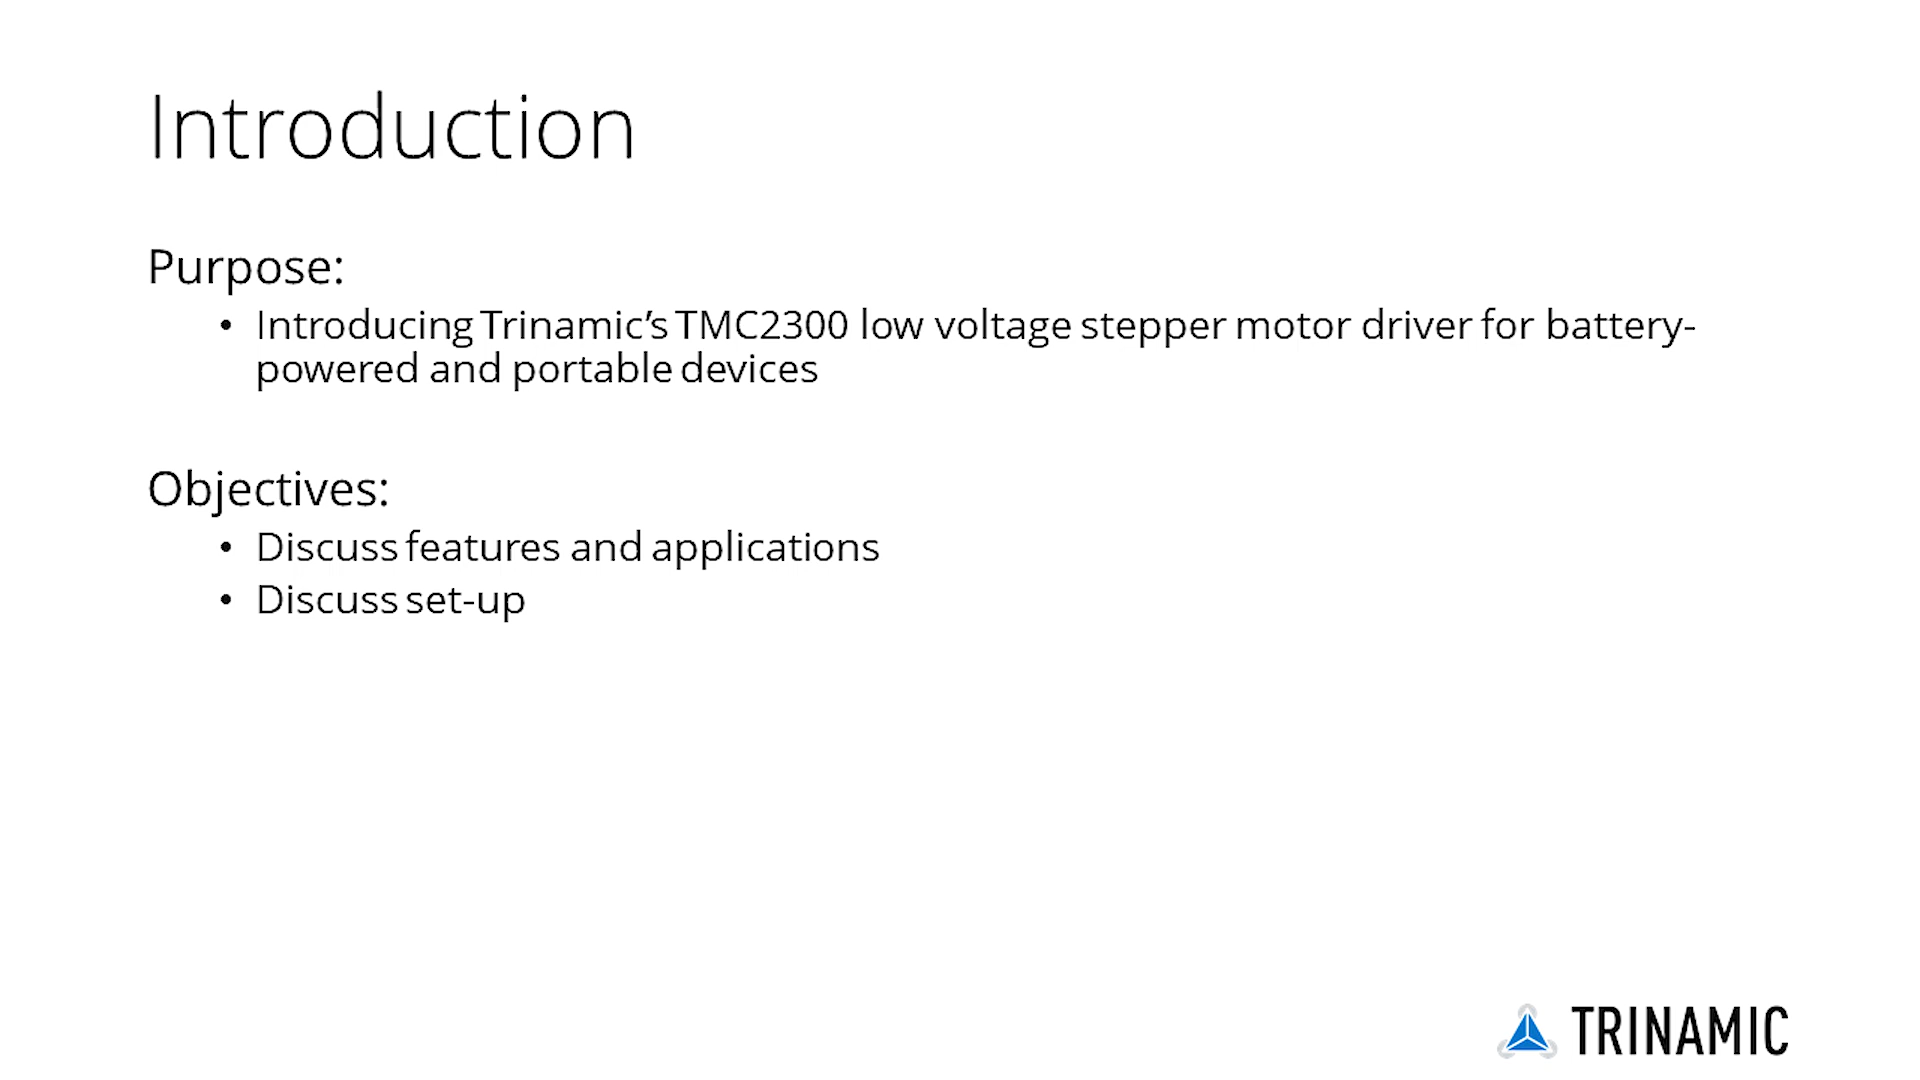 Introduction
Purpose:
• Introducing Trinamic’s TMC2300 low voltage stepper motor driver for battery-
powered and portable devices
Objectives:
• Discuss features and applications
• Discuss set-up
TRINAMIC